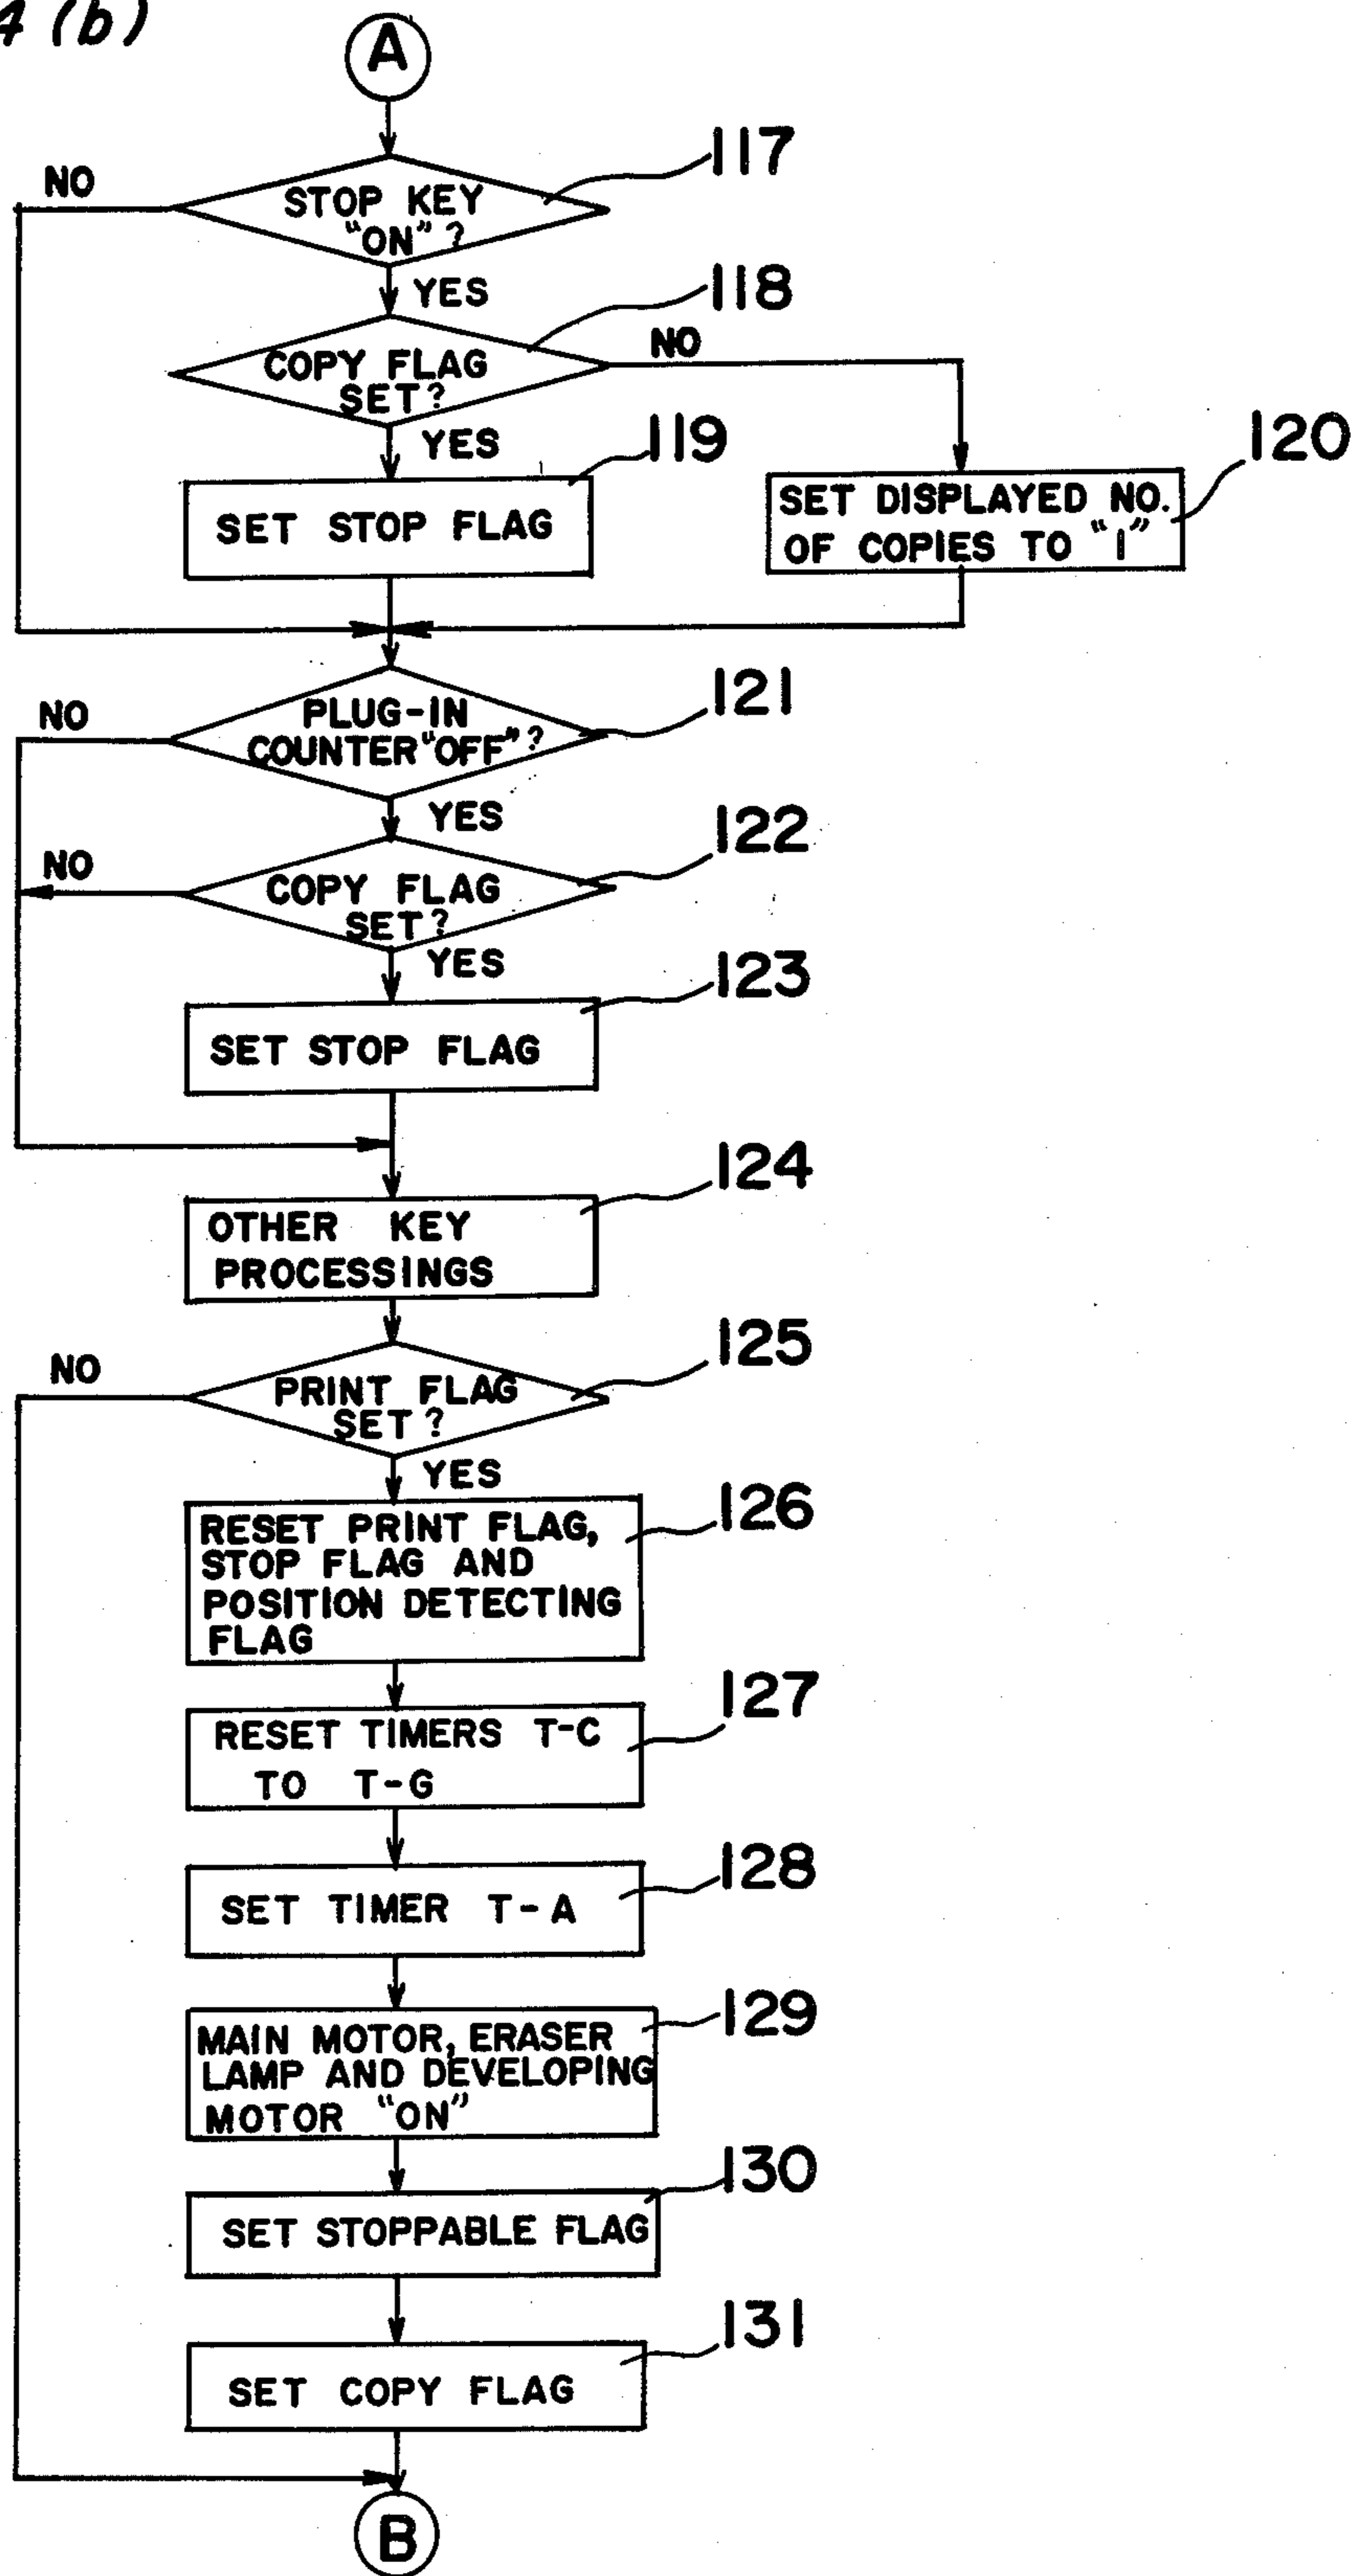 4 (b)
A
117
NO
STOP KEY
"ON" ?
YES
118
COPY FLAG
SET?
NO
YES
119
SET STOP FLAG
120
SET DISPLAYED NO.
OF COPIES TO "1"
121
NO
PLUG-IN
COUNTER "OFF" ?
YES
122
NO
COPY FLAG
SET?
YES
123
SET STOP FLAG
124
OTHER KEY
PROCESSINGS
125
NO
PRINT FLAG
SET ?
YES
126
RESET PRINT FLAG,
STOP FLAG AND
POSITION DETECTING
FLAG
127
RESET TIMERS T-C
TO T-G
128
SET TIMER T-A
129
MAIN MOTOR, ERASER
LAMP AND DEVELOPING
MOTOR "ON"
130
SET STOPPABLE FLAG
131
SET COPY FLAG
B